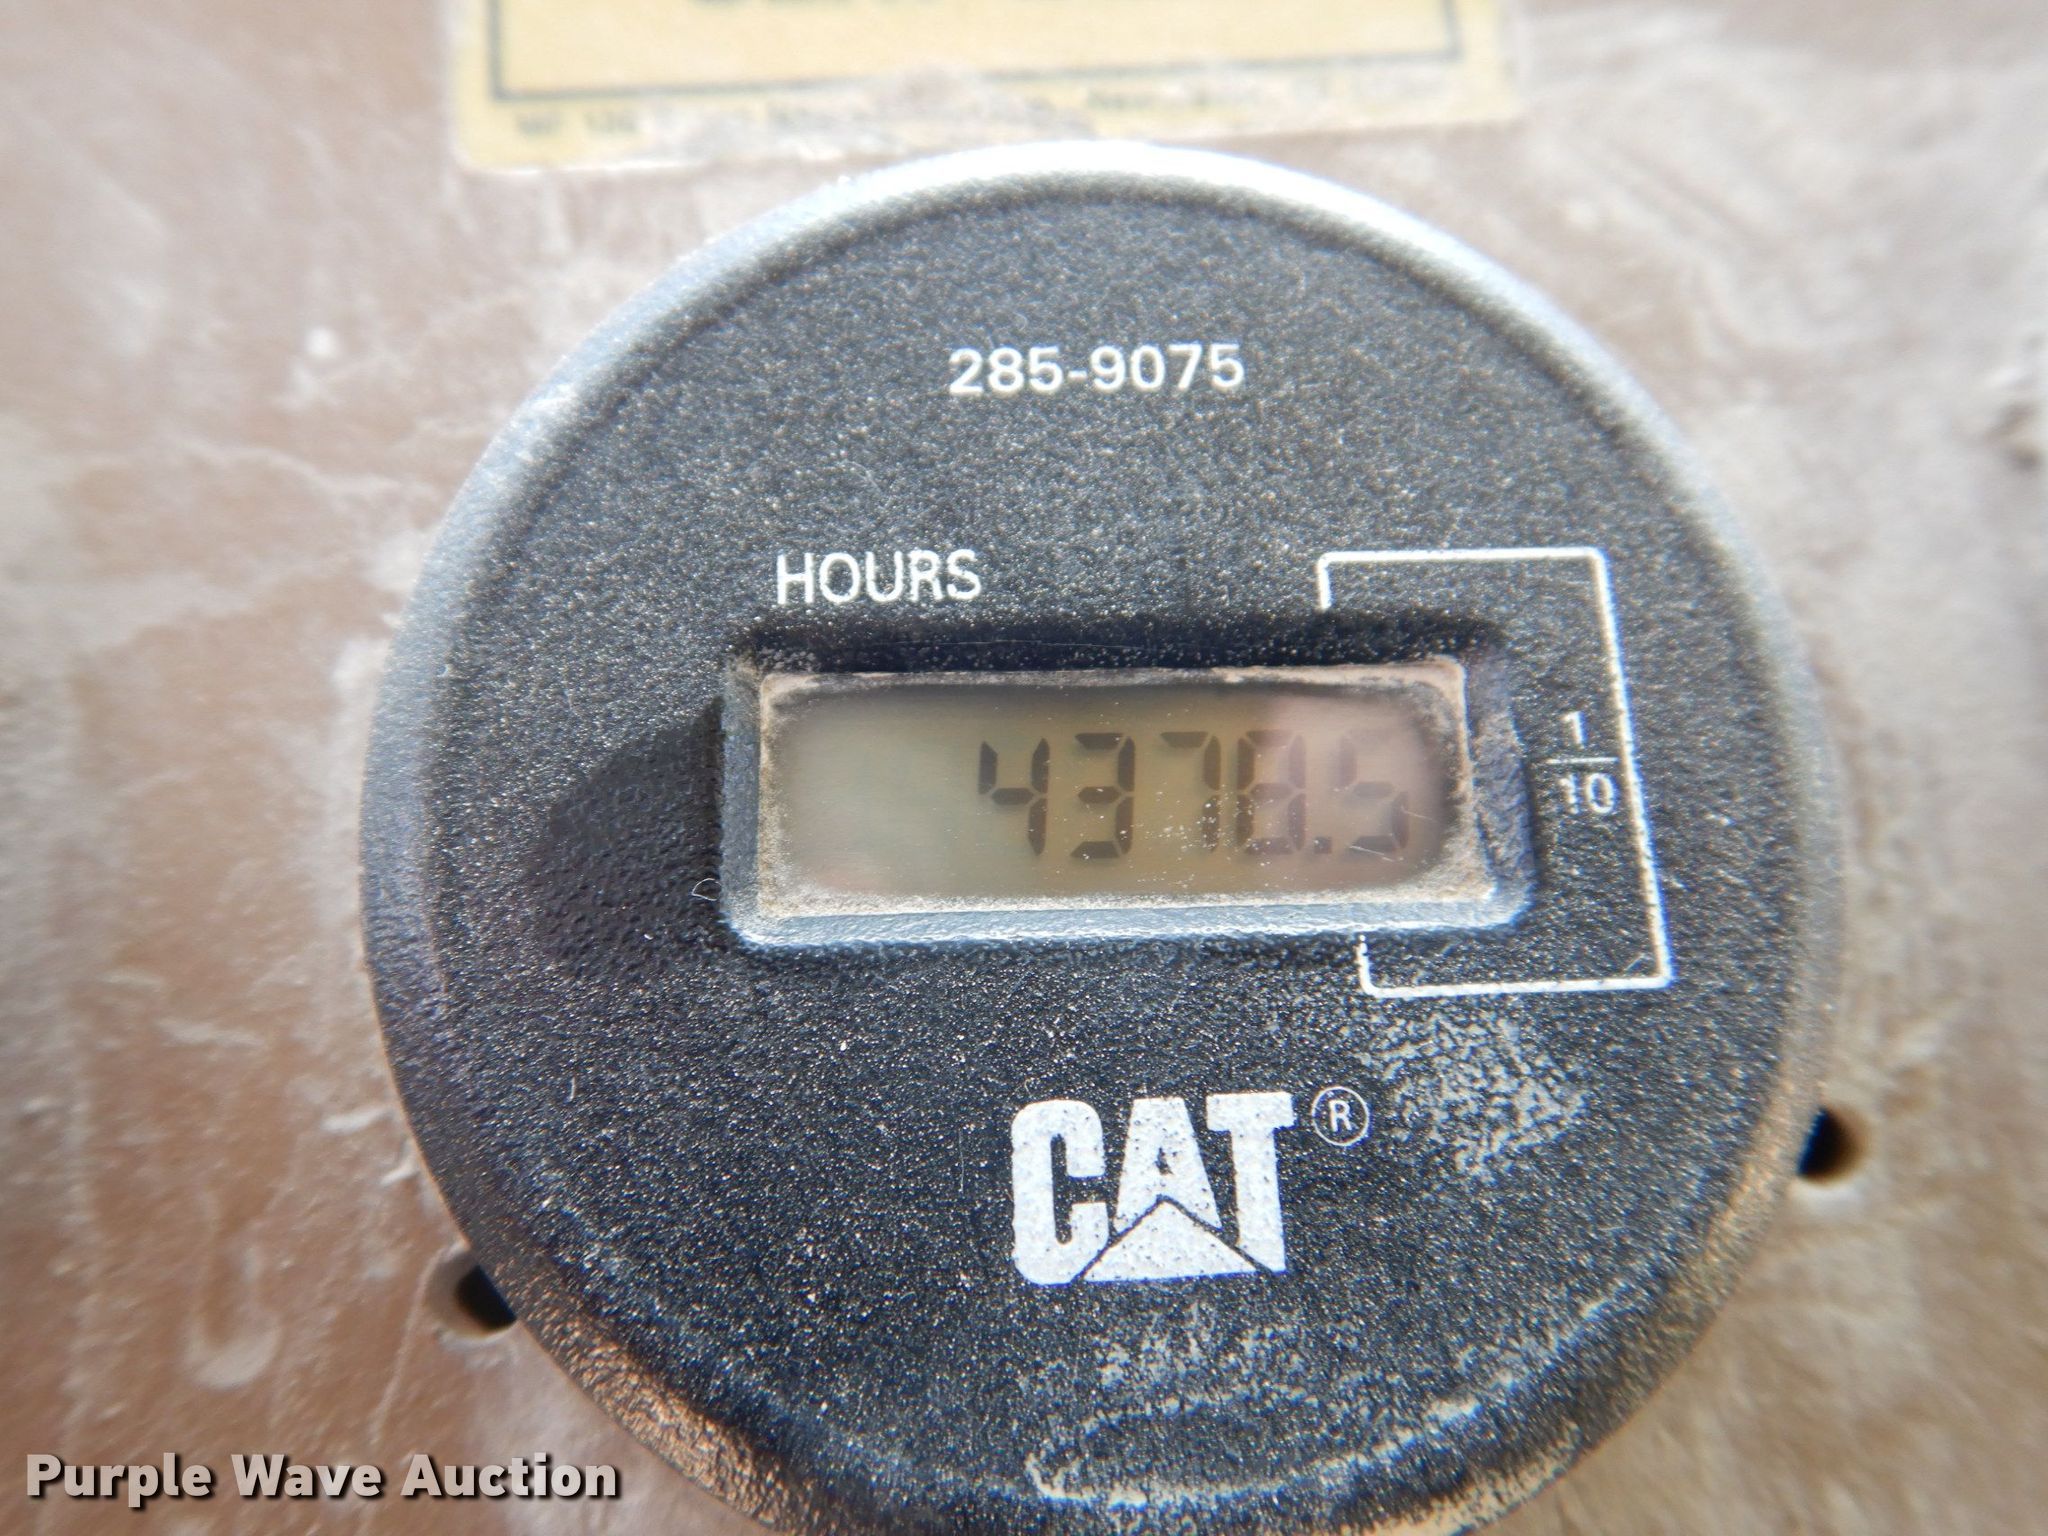 285-9075
HOURS
4378.5
1
10
CAT®
Purple Wave Auction